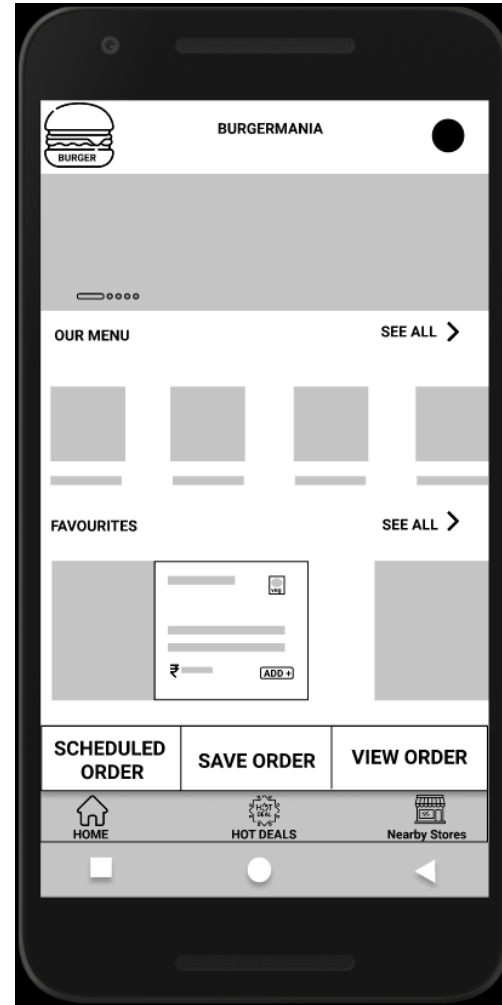 BURGER
BURGERMANIA
OUR MENU
SEE ALL
FAVOURITES
SEE ALL
veg
₹
ADD +
SCHEDULED
ORDER
SAVE ORDER
VIEW ORDER
HOT
DEAL
HOME
HOT DEALS
Nearby Stores